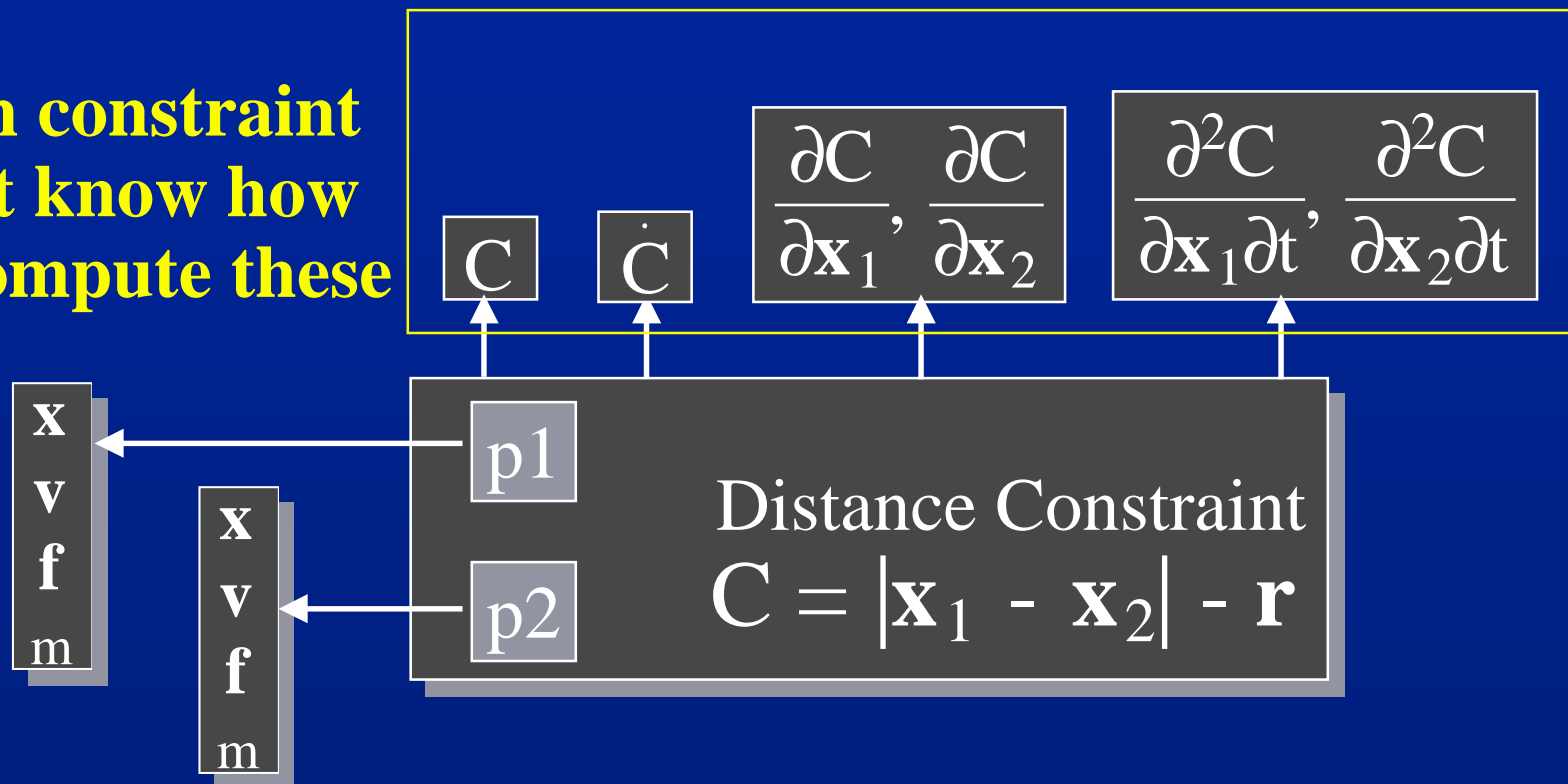 n constraint
t know how
ompute these
C
Ċ
∂C/∂x₁, ∂C/∂x₂
∂²C/∂x₁∂t, ∂²C/∂x₂∂t
x
v
f
m
x
v
f
m
p1
p2
Distance Constraint
C = |x₁ - x₂| - r